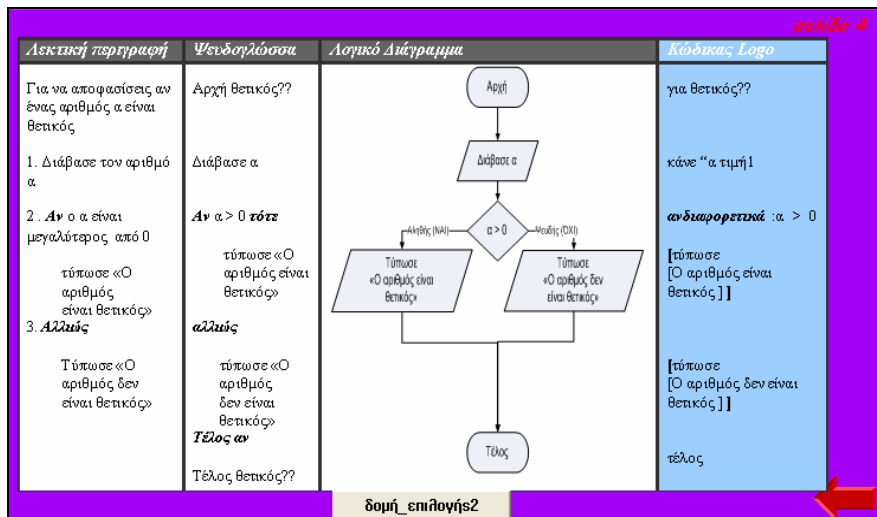 σελίδα 4
Λεκτική περιγραφή
Ψευδογλώσσα
Λογικό Διάγραμμα
Κώδικας Logo
Για να αποφασίσεις αν
ένας αριθμός α είναι
θετικός
1. Διάβασε τον αριθμό
α
2 . Αν ο α είναι
μεγαλύτερος από 0
τύπωσε «Ο
αριθμός
είναι θετικός»
3. Αλλιώς
Τύπωσε «Ο
αριθμός δεν
είναι θετικός»
Αρχή θετικός??
Διάβασε α
Αν α > 0 τότε
τύπωσε «Ο
αριθμός είναι
θετικός»
αλλιώς
τύπωσε «Ο
αριθμός
δεν είναι
θετικός»
Τέλος αν
Τέλος θετικός??
Αρχή
Διάβασε α
α > 0
Αληθής (ΝΑΙ)
Ψευδής (ΌΧΙ)
Τύπωσε
«Ο αριθμός είναι
θετικός»
Τύπωσε
«Ο αριθμός δεν
είναι θετικός»
Τέλος
για θετικός??
κάνε “α τιμή1
ανδιαφορετικά :α > 0
[τύπωσε
[Ο αριθμός είναι
θετικός ] ]
[τύπωσε
[Ο αριθμός δεν είναι
θετικός ] ]
τέλος
δομή_επιλογής2